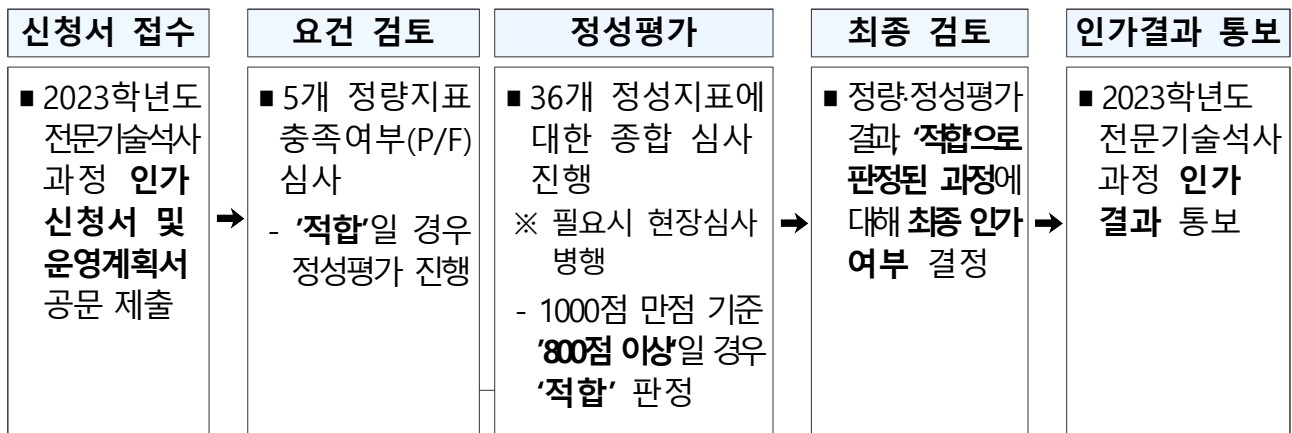 신청서 접수
■ 2023학년도
전문기술석사
과정 인가
신청서 및
운영계획서
공문 제출
➡
요건 검토
■ 5개 정량지표
충족여부(P/F)
심사
- '적합'일 경우
정성평가 진행
정성평가
■ 36개 정성지표에
대한 종합 심사
진행
※ 필요시 현장심사
병행
- 1000점 만점 기준
'800점 이상'일 경우
'적합' 판정
➡
최종 검토
■ 정량·정성평가
결과, '적합'으로
판정된 과정에
대해 최종 인가
여부 결정
➡
인가결과 통보
■ 2023학년도
전문기술석사
과정 인가
결과 통보